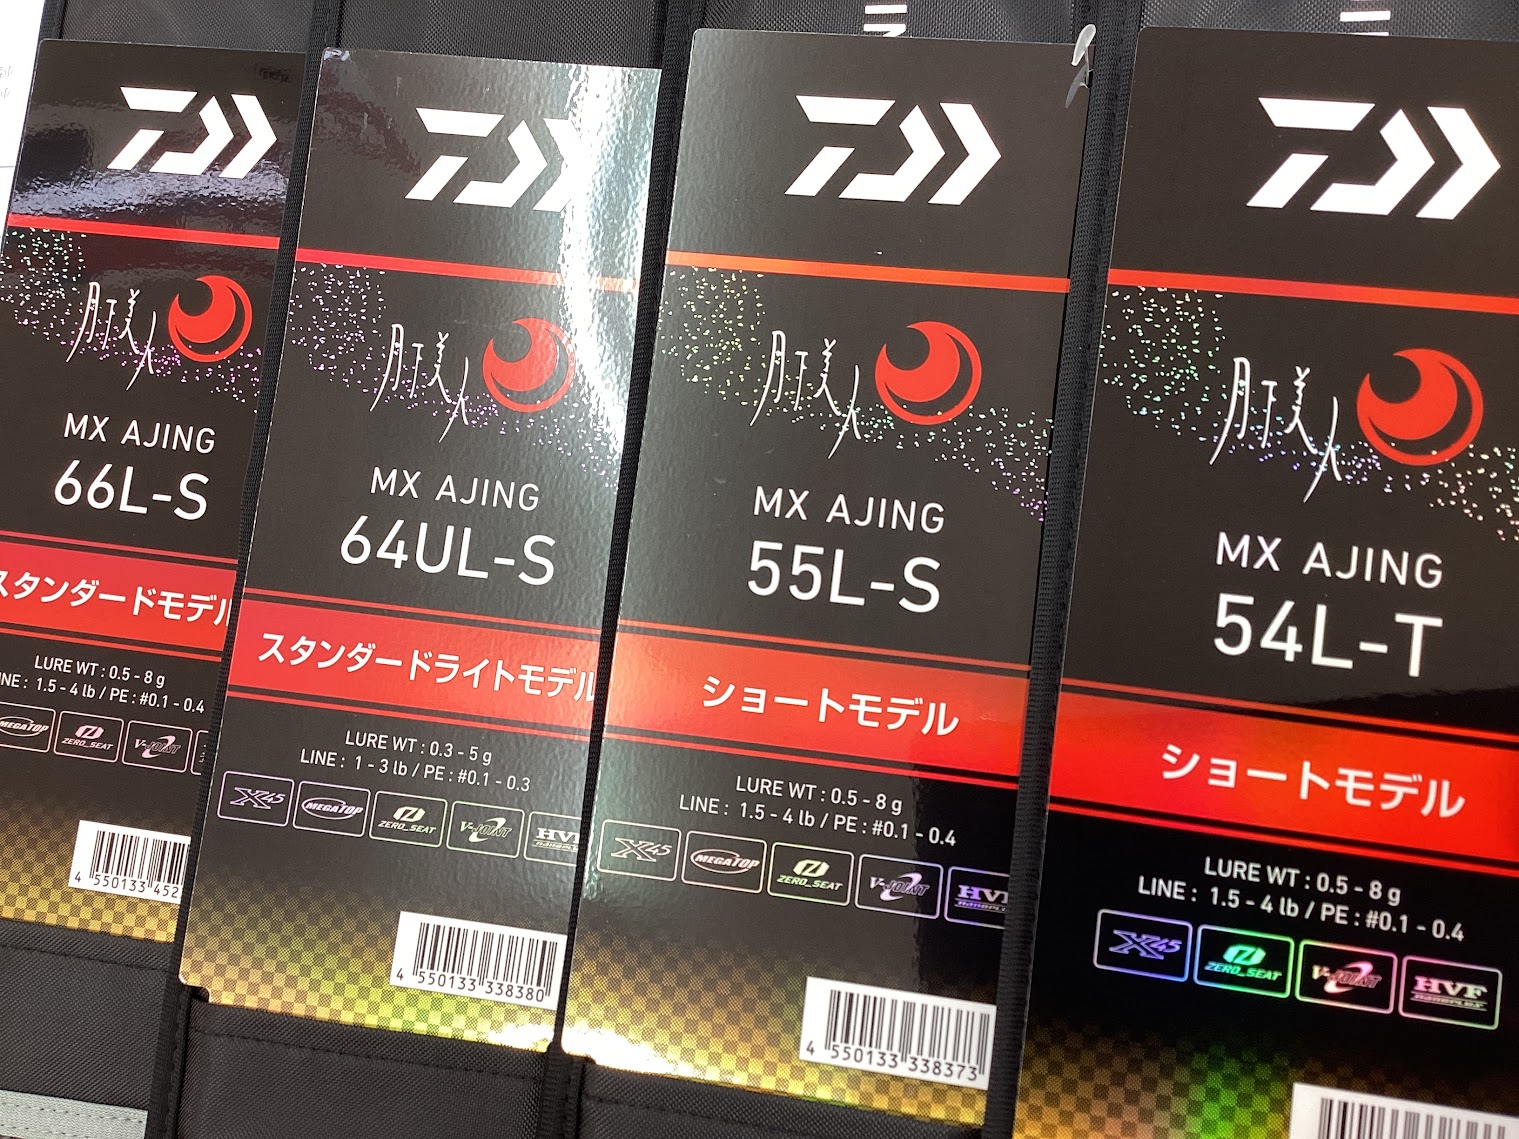 月下美人
MX AJING
66L-S
スタンダードモデル
LURE WT : 0.5 - 8 g
LINE : 1.5 - 4 lb / PE : #0.1 - 0.4
MEGATOP
ZERO_SEAT
V-JOINT
4 550133 452
月下美人
MX AJING
64UL-S
スタンダードライトモデル
LURE WT : 0.3 - 5 g
LINE : 1 - 3 lb / PE : #0.1 - 0.3
X45
MEGATOP
ZERO_SEAT
V-JOINT
HVF
4 550133 338380
月下美人
MX AJING
55L-S
ショートモデル
LURE WT : 0.5 - 8 g
LINE : 1.5 - 4 lb / PE : #0.1 - 0.4
X45
MEGATOP
ZERO_SEAT
V-JOINT
HVF
4 550133 338373
月下美人
MX AJING
54L-T
ショートモデル
LURE WT : 0.5 - 8 g
LINE : 1.5 - 4 lb / PE : #0.1 - 0.4
X45
ZERO_SEAT
V-JOINT
HVF
NANOPLUS